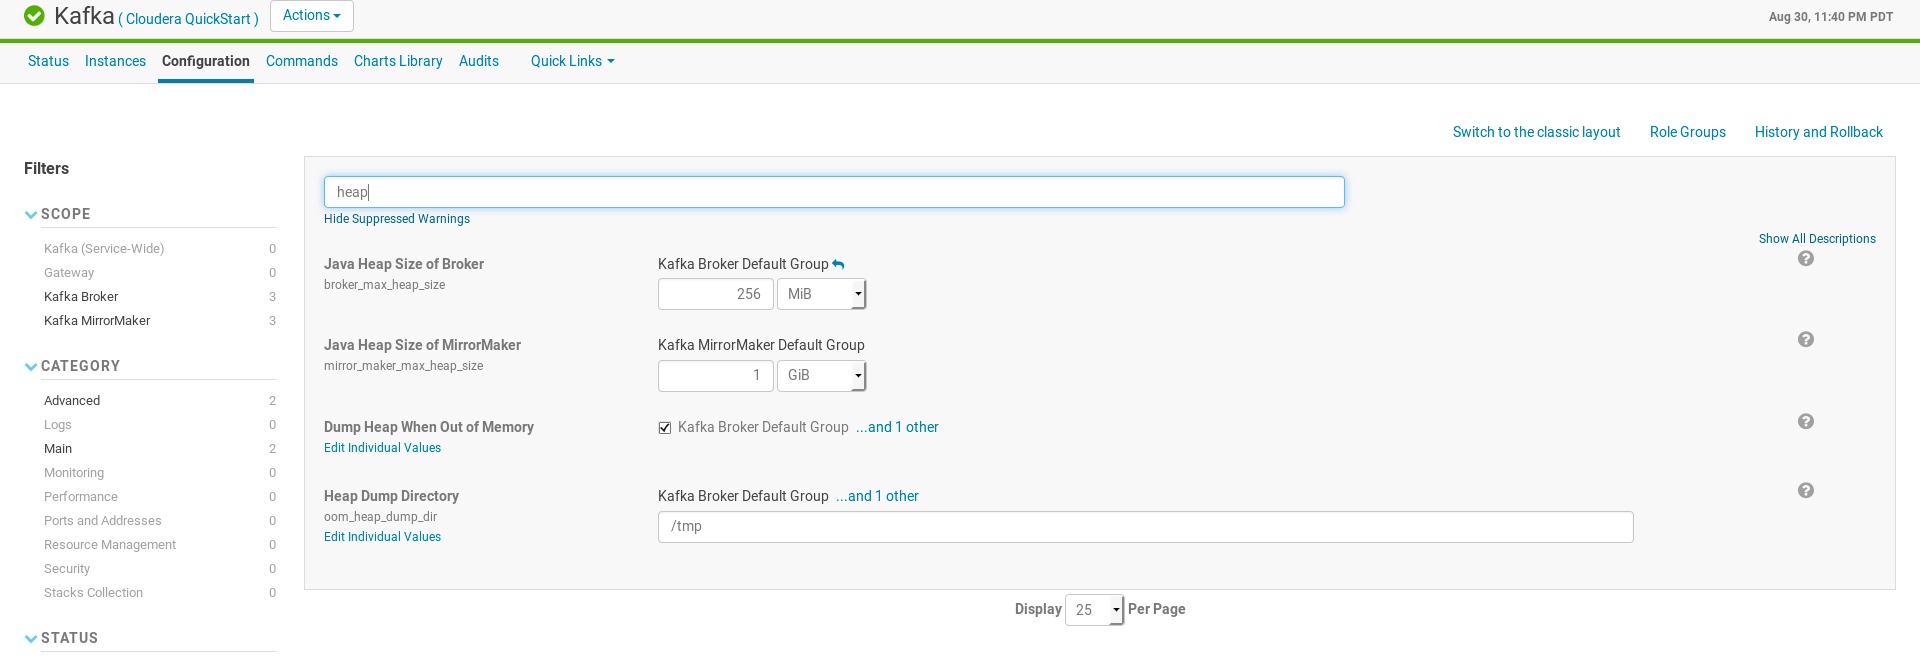 Kafka ( Cloudera QuickStart ) Actions
Aug 30, 11:40 PM PDT
Status Instances Configuration Commands Charts Library Audits Quick Links
Switch to the classic layout Role Groups History and Rollback
Filters
SCOPE
Kafka (Service-Wide) 0
Gateway 0
Kafka Broker 3
Kafka MirrorMaker 3
CATEGORY
Advanced 2
Logs 0
Main 2
Monitoring 0
Performance 0
Ports and Addresses 0
Resource Management 0
Security 0
Stacks Collection 0
STATUS
heap
Hide Suppressed Warnings
Show All Descriptions
Java Heap Size of Broker Kafka Broker Default Group ?
broker_max_heap_size 256 MiB
Java Heap Size of MirrorMaker Kafka MirrorMaker Default Group ?
mirror_maker_max_heap_size 1 GiB
Dump Heap When Out of Memory Kafka Broker Default Group ...and 1 other ?
Edit Individual Values
Heap Dump Directory Kafka Broker Default Group ...and 1 other ?
oom_heap_dump_dir /tmp
Edit Individual Values
Display 25 Per Page